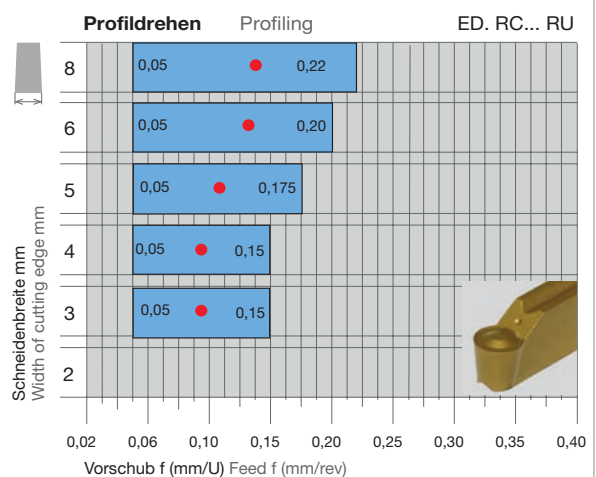 Profildrehen Profiling ED. RC... RU
8 0,05 0,22
6 0,05 0,20
5 0,05 0,175
4 0,05 0,15
3 0,05 0,15
2
Schneidenbreite mm
Width of cutting edge mm
0,02 0,06 0,10 0,15 0,20 0,25 0,30 0,35 0,40
Vorschub f (mm/U) Feed f (mm/rev)